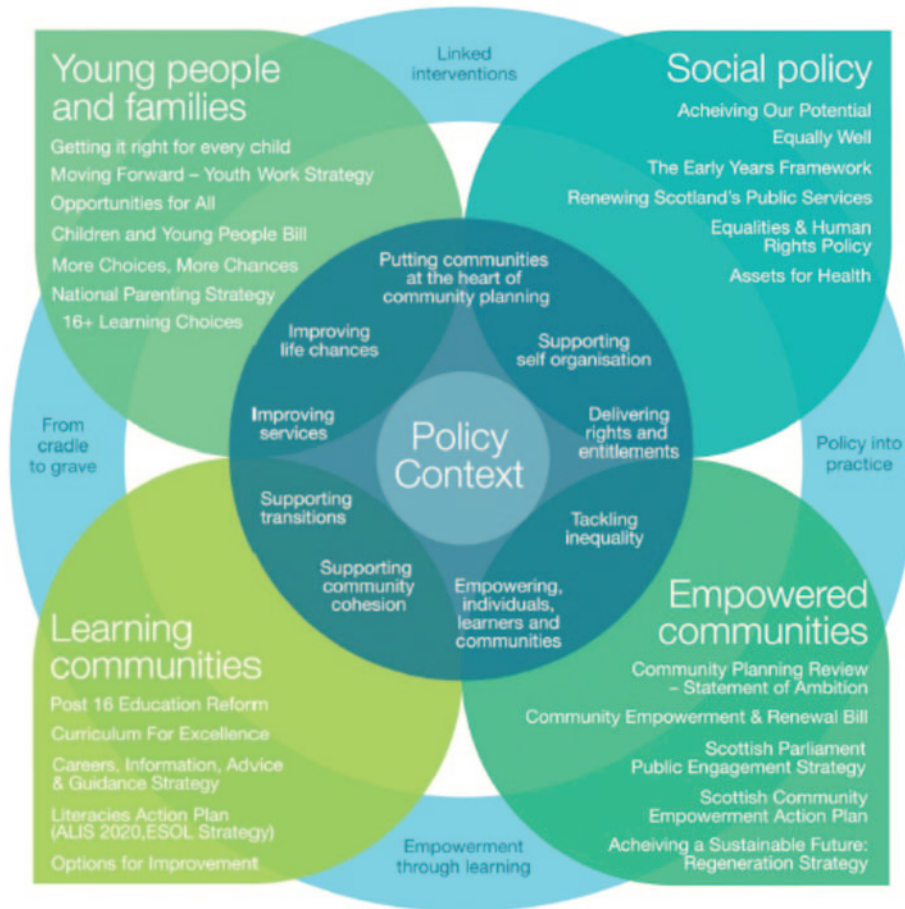 Linked
interventions
Young people
and families
Getting it right for every child
Moving Forward – Youth Work Strategy
Opportunities for All
Children and Young People Bill
More Choices, More Chances
National Parenting Strategy
16+ Learning Choices
Social policy
Acheiving Our Potential
Equally Well
The Early Years Framework
Renewing Scotland's Public Services
Equalities & Human
Rights Policy
Assets for Health
Putting communities
at the heart of
community planning
Improving
life chances
Supporting
self organisation
Improving
services
Delivering
rights and
entitlements
Policy
Context
Supporting
transitions
Tackling
inequality
Supporting
community
cohesion
Empowering,
individuals,
learners and
communities
From
cradle
to grave
Policy into
practice
Learning
communities
Post 16 Education Reform
Curriculum For Excellence
Careers, Information, Advice
& Guidance Strategy
Literacies Action Plan
(ALIS 2020,ESOL Strategy)
Options for Improvement
Empowered
communities
Community Planning Review
– Statement of Ambition
Community Empowerment & Renewal Bill
Scottish Parliament
Public Engagement Strategy
Scottish Community
Empowerment Action Plan
Acheiving a Sustainable Future:
Regeneration Strategy
Empowerment
through learning